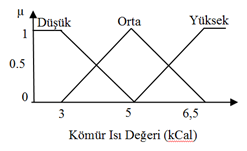 μ
Düşük Orta Yüksek
1
0.5
0
3 5 6,5
Kömür Isı Değeri (kCal)